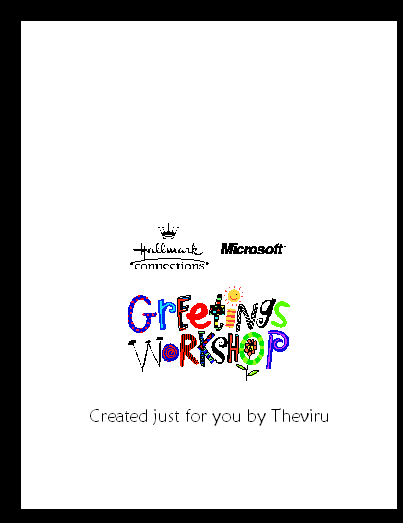 Hallmark Microsoft
connections
GREETiNgS
WORKSHOP
Created just for you by Theviru